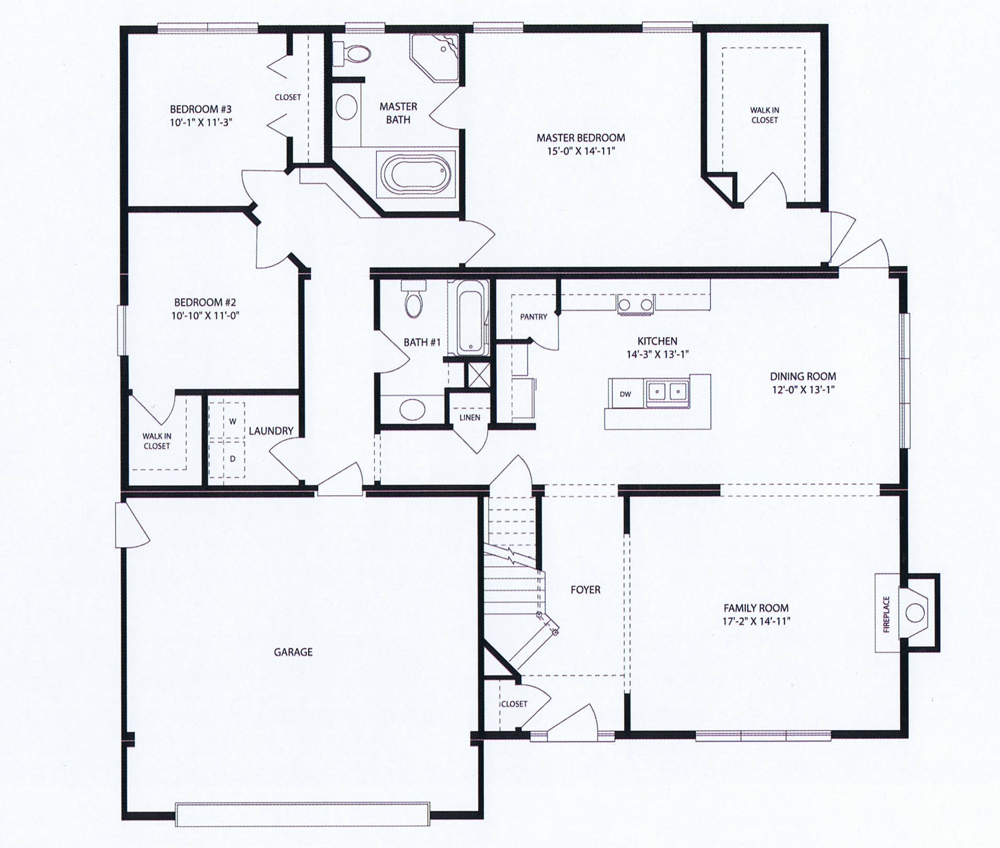 BEDROOM #3
10'-1" X 11'-3"
CLOSET
MASTER
BATH
MASTER BEDROOM
15'-0" X 14'-11"
WALK IN
CLOSET
BEDROOM #2
10'-10" X 11'-0"
BATH #1
PANTRY
KITCHEN
14'-3" X 13'-1"
DINING ROOM
12'-0" X 13'-1"
DW
LINEN
WALK IN
CLOSET
W
LAUNDRY
D
FOYER
FAMILY ROOM
17'-2" X 14'-11"
FIREPLACE
GARAGE
CLOSET